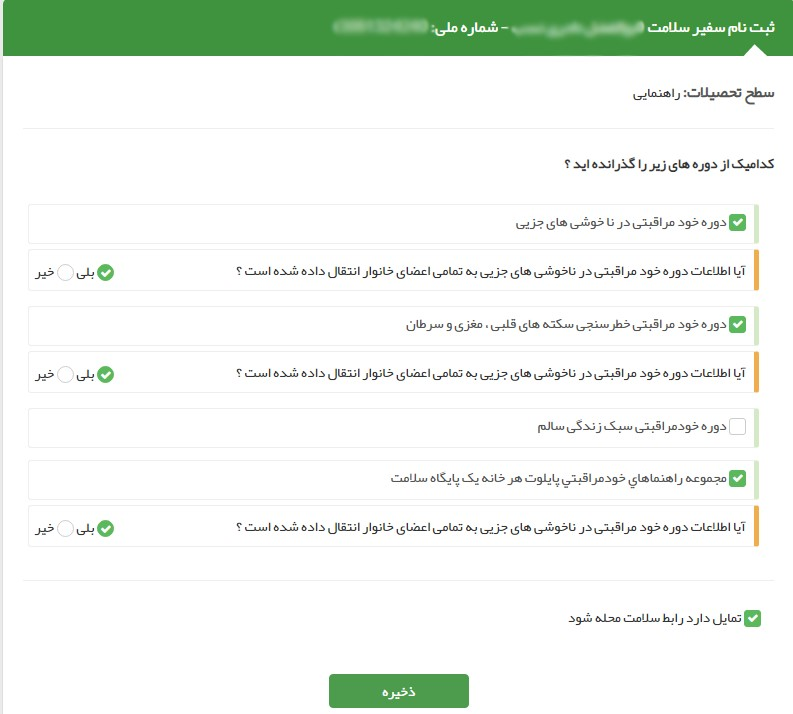 ثبت نام سفیر سلامت - شماره ملی:
سطح تحصیلات: راهنمایی
کدامیک از دوره های زیر را گذرانده اید ؟
دوره خود مراقبتی در نا خوشی های جزیی
آیا اطلاعات دوره خود مراقبتی در ناخوشی های جزیی به تمامی اعضای خانوار انتقال داده شده است ؟ بلی خیر
دوره خود مراقبتی خطرسنجی سکته های قلبی ، مغزی و سرطان
آیا اطلاعات دوره خود مراقبتی در ناخوشی های جزیی به تمامی اعضای خانوار انتقال داده شده است ؟ بلی خیر
دوره خودمراقبتی سبک زندگی سالم
مجموعه راهنماهاي خودمراقبتي پايلوت هر خانه يک پايگاه سلامت
آیا اطلاعات دوره خود مراقبتی در ناخوشی های جزیی به تمامی اعضای خانوار انتقال داده شده است ؟ بلی خیر
تمایل دارد رابط سلامت محله شود
ذخیره